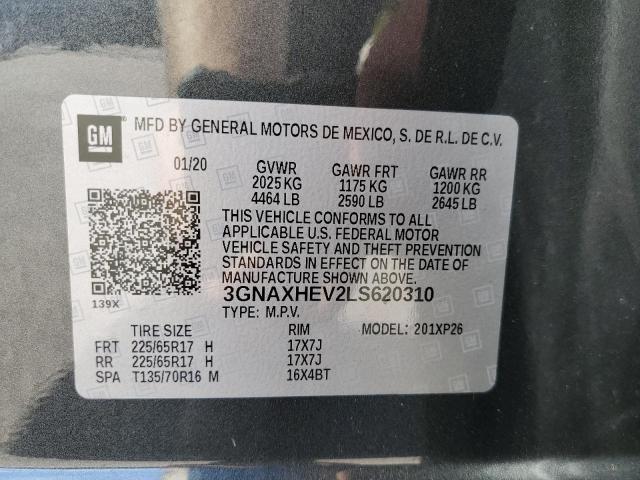 GM MFD BY GENERAL MOTORS DE MEXICO, S. DE R.L. DE C.V.
01/20 GVWR GAWR FRT GAWR RR
2025 KG 1175 KG 1200 KG
4464 LB 2590 LB 2645 LB
THIS VEHICLE CONFORMS TO ALL
APPLICABLE U.S. FEDERAL MOTOR
VEHICLE SAFETY AND THEFT PREVENTION
STANDARDS IN EFFECT ON THE DATE
OF MANUFACTURE SHOWN ABOVE.
139X 3GNAXHEV2LS620310
TYPE: M.P.V.
TIRE SIZE RIM MODEL: 201XP26
FRT 225/65R17 H 17X7J
RR 225/65R17 H 17X7J
SPA T135/70R16 M 16X4BT